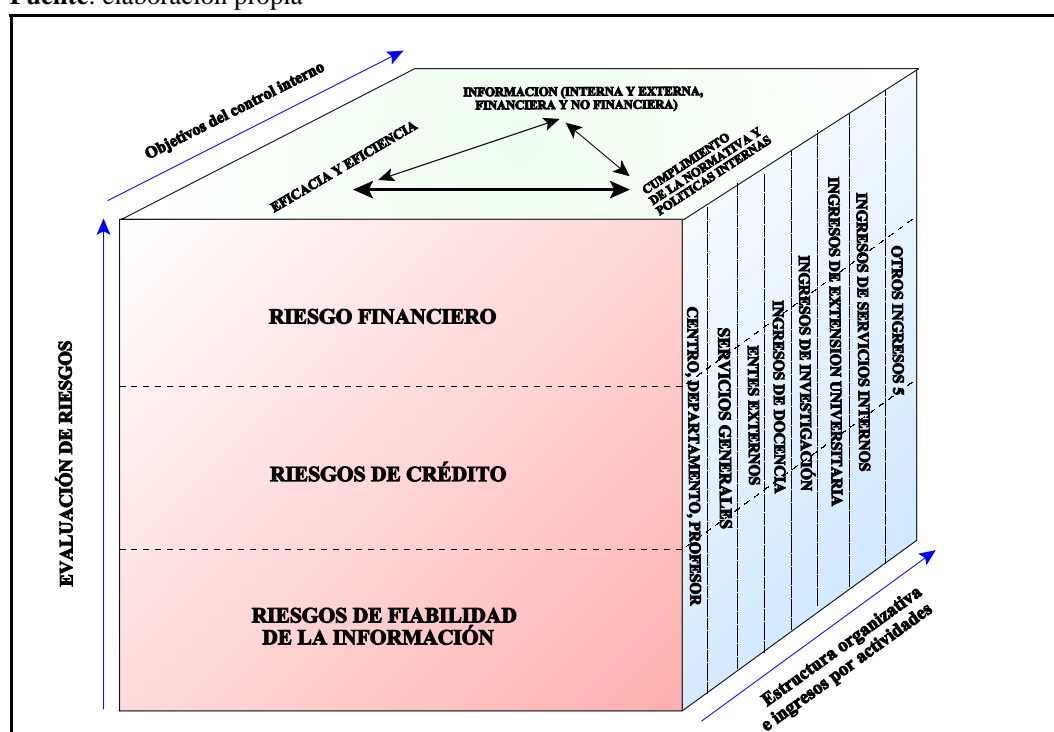 Fuente: elaboración propia
Objetivos del control interno
INFORMACION (INTERNA Y EXTERNA,
FINANCIERA Y NO FINANCIERA)
EFICACIA Y EFICIENCIA
CUMPLIMIENTO
DE LA NORMATIVA Y
POLITICAS INTERNAS
EVALUACIÓN DE RIESGOS
RIESGO FINANCIERO
RIESGOS DE CRÉDITO
RIESGOS DE FIABILIDAD
DE LA INFORMACIÓN
CENTRO, DEPARTAMENTO, PROFESOR
SERVICIOS GENERALES
ENTES EXTERNOS
INGRESOS DE DOCENCIA
INGRESOS DE INVESTIGACIÓN
INGRESOS DE EXTENSION UNIVERSITARIA
INGRESOS DE SERVICIOS INTERNOS
OTROS INGRESOS 5
Estructura organizativa
e ingresos por actividades